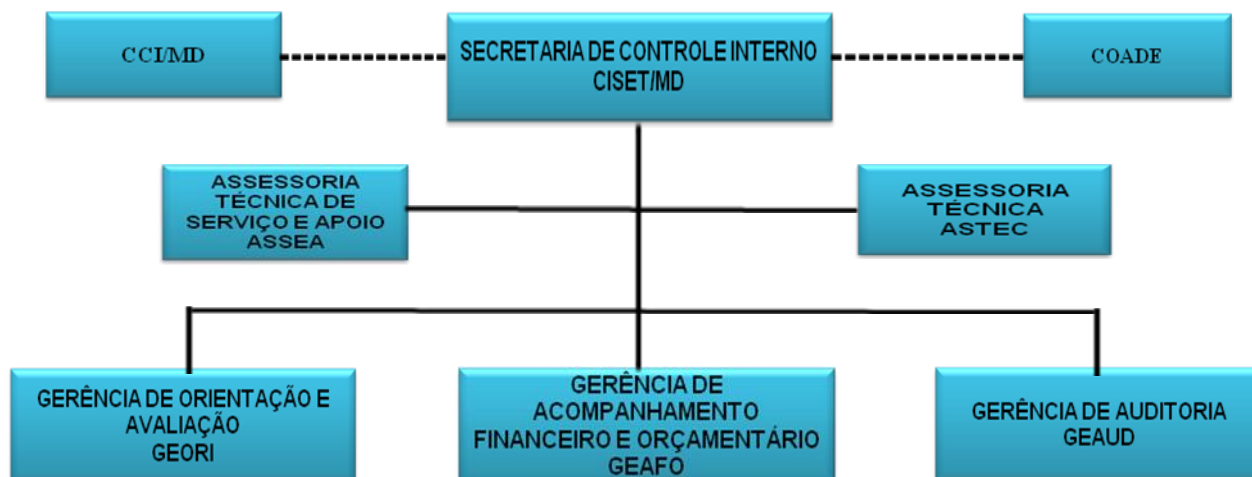 CCI/MD
SECRETARIA DE CONTROLE INTERNO
CISET/MD
COADE
ASSESSORIA
TÉCNICA DE
SERVIÇO E APOIO
ASSEA
ASSESSORIA
TÉCNICA
ASTEC
GERÊNCIA DE ORIENTAÇÃO E
AVALIAÇÃO
GEORI
GERÊNCIA DE
ACOMPANHAMENTO
FINANCEIRO E ORÇAMENTÁRIO
GEAFO
GERÊNCIA DE AUDITORIA
GEAUD